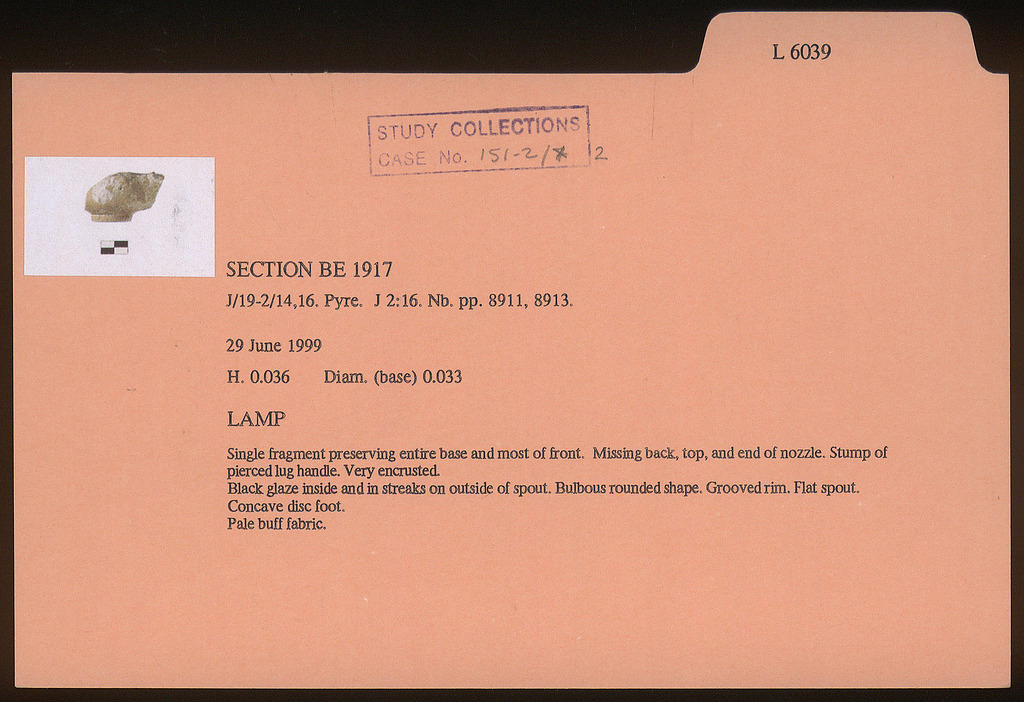 L 6039
STUDY COLLECTIONS
CASE No. 151-2/ 2
SECTION BE 1917
J/19-2/14,16. Pyre. J 2:16. Nb. pp. 8911, 8913.
29 June 1999
H. 0.036 Diam. (base) 0.033
LAMP
Single fragment preserving entire base and most of front. Missing back, top, and end of nozzle. Stump of
pierced lug handle. Very encrusted.
Black glaze inside and in streaks on outside of spout. Bulbous rounded shape. Grooved rim. Flat spout.
Concave disc foot.
Pale buff fabric.